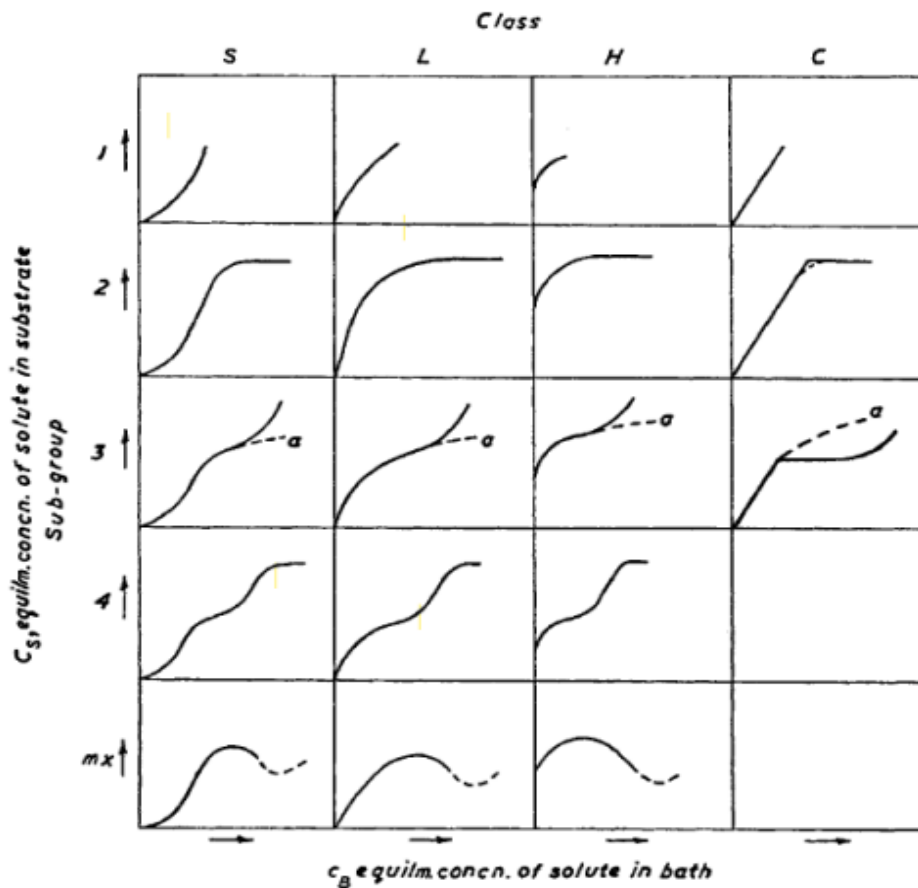 Class
S L H C
1
2
3
4
mx
a
a
a
a
C_S, equilm. concn. of solute in substrate
Sub-group
c_B equilm. concn. of solute in bath